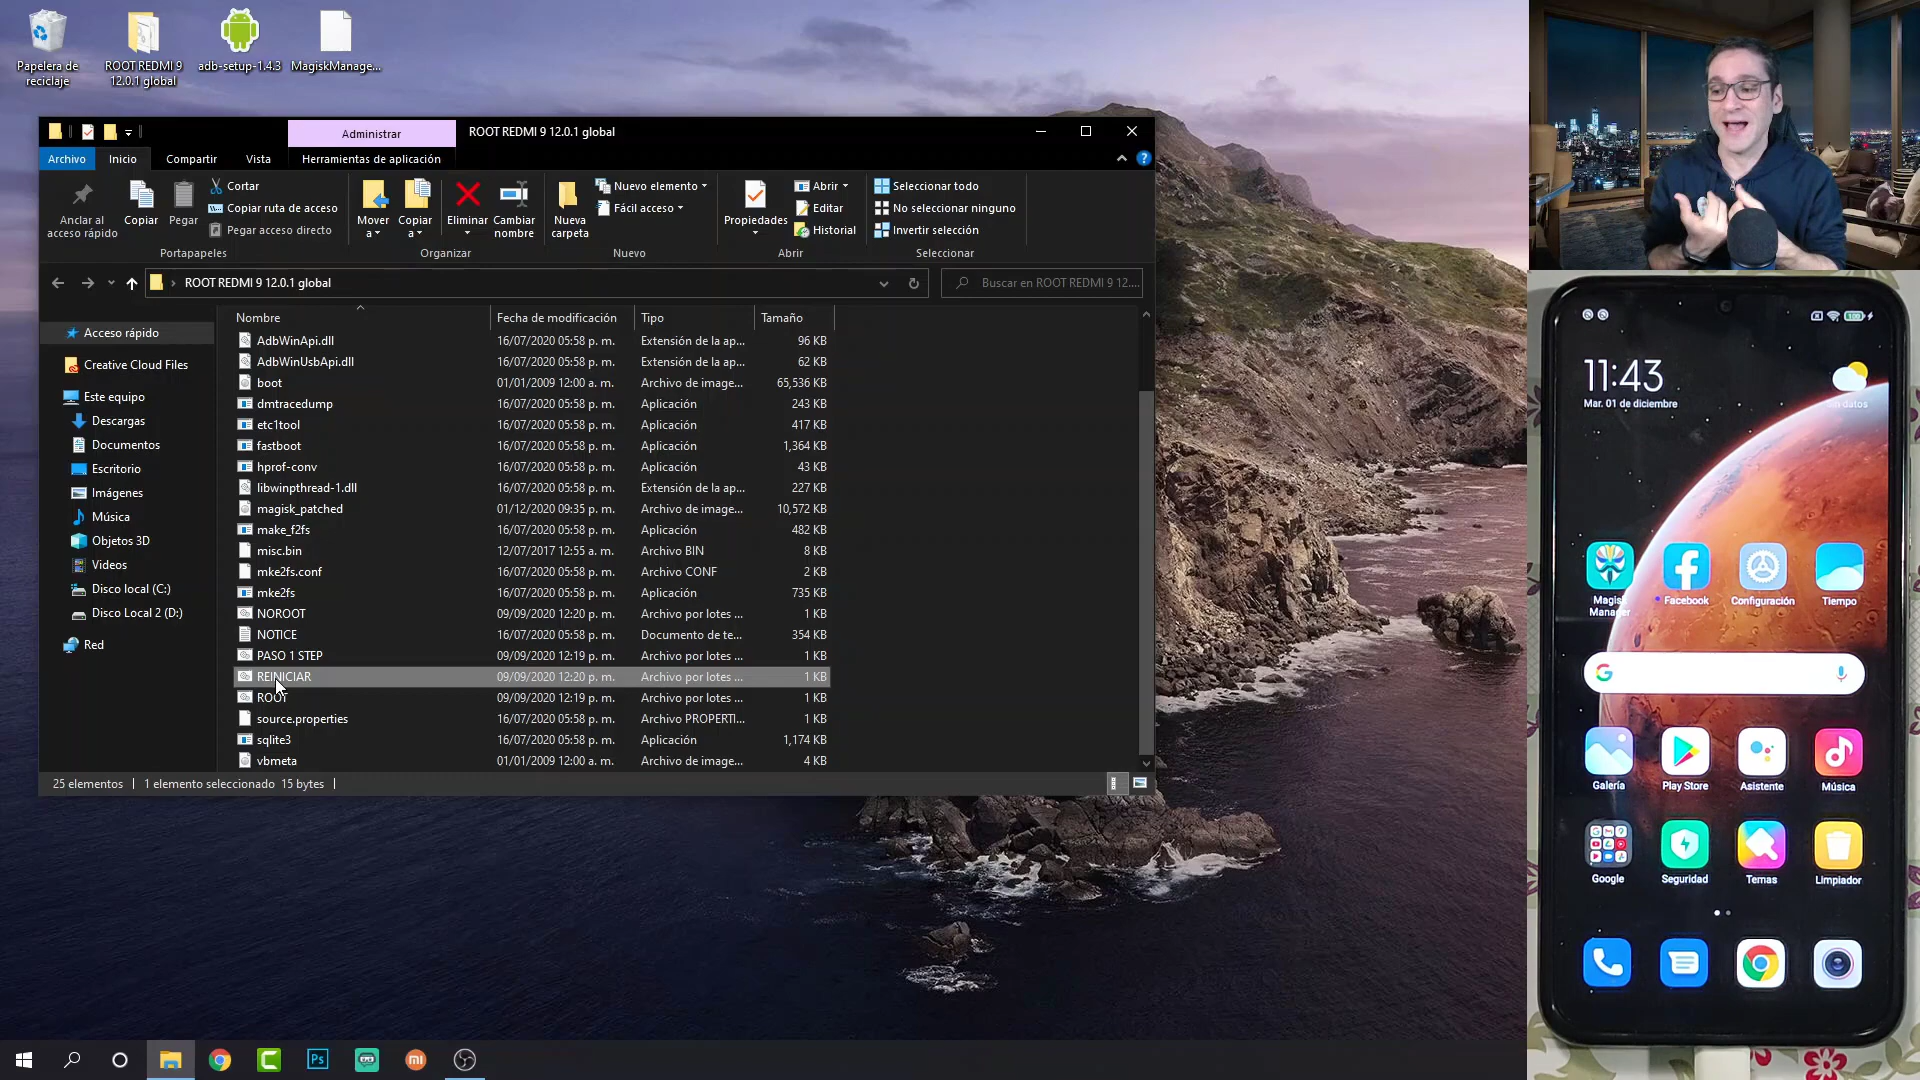 Papelera de
reciclaje
ROOT REDMI 9
12.0.1 global
adb-setup-1.4.3
MagiskManage...
Administrar
ROOT REDMI 9 12.0.1 global
Archivo
Inicio
Compartir
Vista
Herramientas de aplicación
Anclar al
acceso rápido
Copiar
Pegar
Cortar
Copiar ruta de acceso
Pegar acceso directo
Portapapeles
Mover
a
Copiar
a
Eliminar
Cambiar
nombre
Organizar
Nueva
carpeta
Nuevo elemento
Fácil acceso
Nuevo
Propiedades
Abrir
Editar
Historial
Abrir
Seleccionar todo
No seleccionar ninguno
Invertir selección
Seleccionar
ROOT REDMI 9 12.0.1 global
Buscar en ROOT REDMI 9 12....
Acceso rápido
Creative Cloud Files
Este equipo
Descargas
Documentos
Escritorio
Imágenes
Música
Objetos 3D
Videos
Disco local (C:)
Disco Local 2 (D:)
Red
Nombre Fecha de modificación Tipo Tamaño
AdbWinApi.dll 16/07/2020 05:58 p. m. Extensión de la ap... 96 KB
AdbWinUsbApi.dll 16/07/2020 05:58 p. m. Extensión de la ap... 62 KB
boot 01/01/2009 12:00 a. m. Archivo de image... 65,536 KB
dmtracedump 16/07/2020 05:58 p. m. Aplicación 243 KB
etc1tool 16/07/2020 05:58 p. m. Aplicación 417 KB
fastboot 16/07/2020 05:58 p. m. Aplicación 1,364 KB
hprof-conv 16/07/2020 05:58 p. m. Aplicación 43 KB
libwinpthread-1.dll 16/07/2020 05:58 p. m. Extensión de la ap... 227 KB
magisk_patched 01/12/2020 09:35 p. m. Archivo de image... 10,572 KB
make_f2fs 16/07/2020 05:58 p. m. Aplicación 482 KB
misc.bin 12/07/2017 12:55 a. m. Archivo BIN 8 KB
mke2fs.conf 16/07/2020 05:58 p. m. Archivo CONF 2 KB
mke2fs 16/07/2020 05:58 p. m. Aplicación 735 KB
NOROOT 09/09/2020 12:20 p. m. Archivo por lotes ... 1 KB
NOTICE 16/07/2020 05:58 p. m. Documento de te... 354 KB
PASO 1 STEP 09/09/2020 12:19 p. m. Archivo por lotes ... 1 KB
REINICIAR 09/09/2020 12:20 p. m. Archivo por lotes ... 1 KB
ROOT 09/09/2020 12:19 p. m. Archivo por lotes ... 1 KB
source.properties 16/07/2020 05:58 p. m. Archivo PROPERTI... 1 KB
sqlite3 16/07/2020 05:58 p. m. Aplicación 1,174 KB
vbmeta 01/01/2009 12:00 a. m. Archivo de image... 4 KB
25 elementos 1 elemento seleccionado 15 bytes
Ps
11:43
Mar. 01 de diciembre
Sin datos
Magisk
Manager
Facebook
Configuración
Tiempo
Galería
Play Store
Asistente
Música
Google
Seguridad
Temas
Limpiador